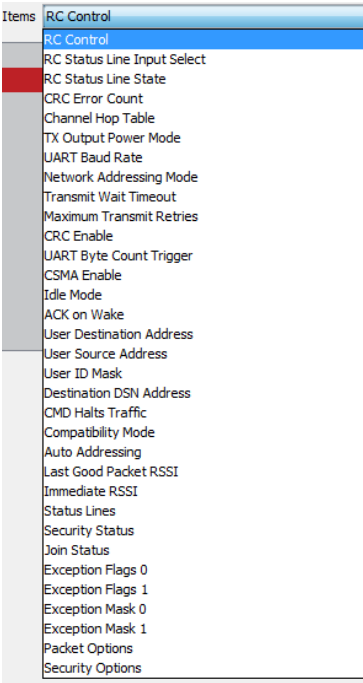 Items RC Control
RC Control
RC Status Line Input Select
RC Status Line State
CRC Error Count
Channel Hop Table
TX Output Power Mode
UART Baud Rate
Network Addressing Mode
Transmit Wait Timeout
Maximum Transmit Retries
CRC Enable
UART Byte Count Trigger
CSMA Enable
Idle Mode
ACK on Wake
User Destination Address
User Source Address
User ID Mask
Destination DSN Address
CMD Halts Traffic
Compatibility Mode
Auto Addressing
Last Good Packet RSSI
Immediate RSSI
Status Lines
Security Status
Join Status
Exception Flags 0
Exception Flags 1
Exception Mask 0
Exception Mask 1
Packet Options
Security Options